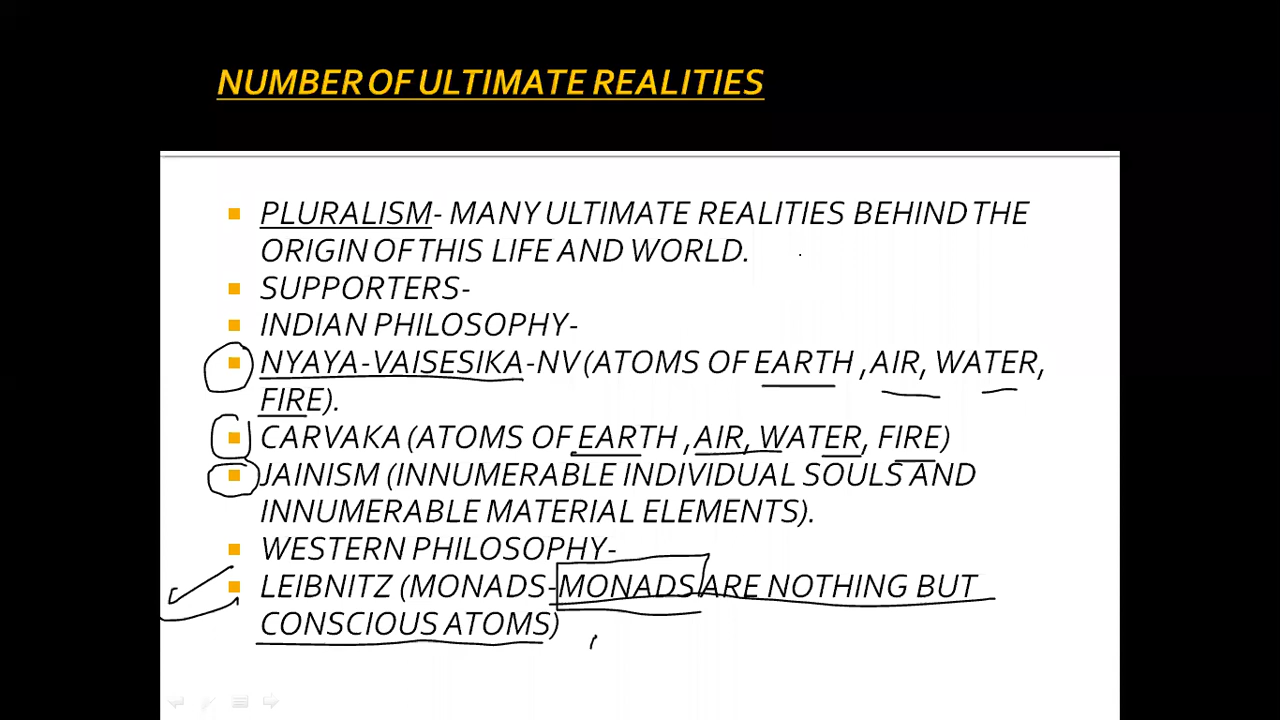 NUMBER OF ULTIMATE REALITIES
PLURALISM- MANY ULTIMATE REALITIES BEHIND THE
ORIGIN OF THIS LIFE AND WORLD.
SUPPORTERS-
INDIAN PHILOSOPHY-
NYAYA-VAISESIKA-NV (ATOMS OF EARTH ,AIR, WATER,
FIRE).
CARVAKA (ATOMS OF EARTH ,AIR, WATER, FIRE)
JAINISM (INNUMERABLE INDIVIDUAL SOULS AND
INNUMERABLE MATERIAL ELEMENTS).
WESTERN PHILOSOPHY-
LEIBNITZ (MONADS-MONADS ARE NOTHING BUT
CONSCIOUS ATOMS)